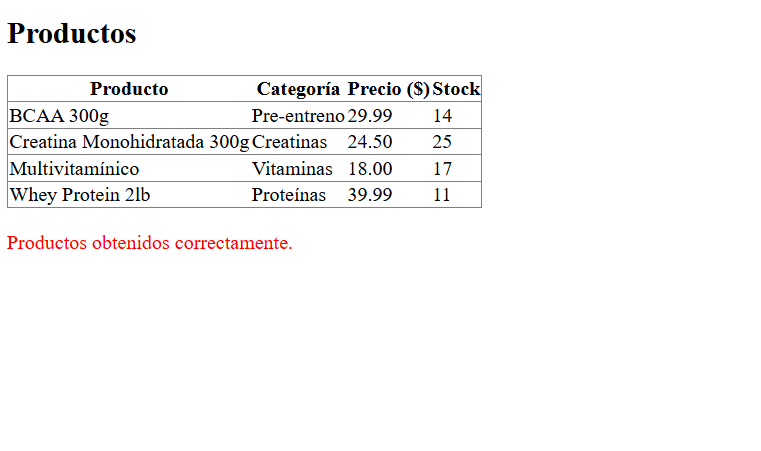 Productos
Producto Categoría Precio ($) Stock
BCAA 300g Pre-entreno 29.99 14
Creatina Monohidratada 300g Creatinas 24.50 25
Multivitamínico Vitaminas 18.00 17
Whey Protein 2lb Proteínas 39.99 11
Productos obtenidos correctamente.